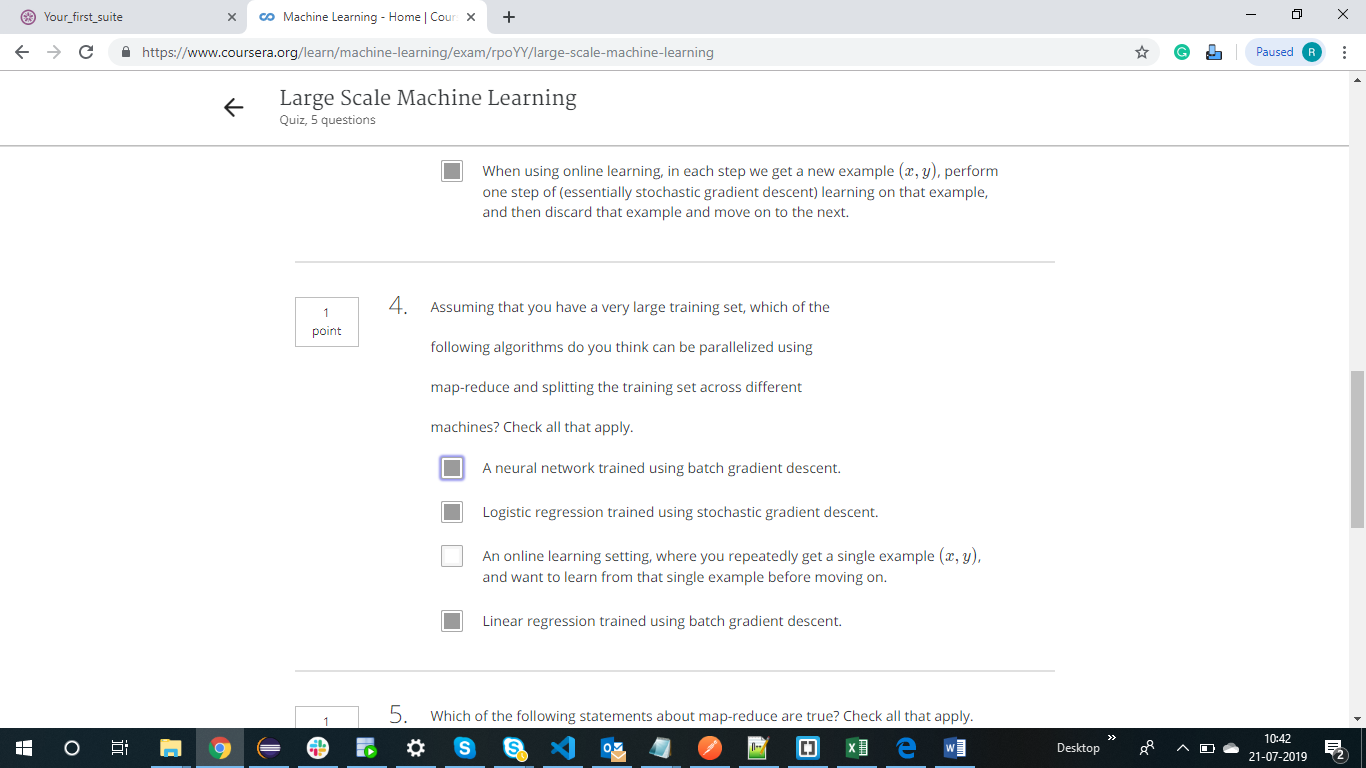 Your_first_suite
Machine Learning - Home | Cour
https://www.coursera.org/learn/machine-learning/exam/rpoYY/large-scale-machine-learning
Paused R
Large Scale Machine Learning
Quiz, 5 questions
When using online learning, in each step we get a new example (x, y), perform
one step of (essentially stochastic gradient descent) learning on that example,
and then discard that example and move on to the next.
1
point
4.
Assuming that you have a very large training set, which of the
following algorithms do you think can be parallelized using
map-reduce and splitting the training set across different
machines? Check all that apply.
A neural network trained using batch gradient descent.
Logistic regression trained using stochastic gradient descent.
An online learning setting, where you repeatedly get a single example (x, y),
and want to learn from that single example before moving on.
Linear regression trained using batch gradient descent.
1
5.
Which of the following statements about map-reduce are true? Check all that apply.
Desktop
10:42
21-07-2019
2